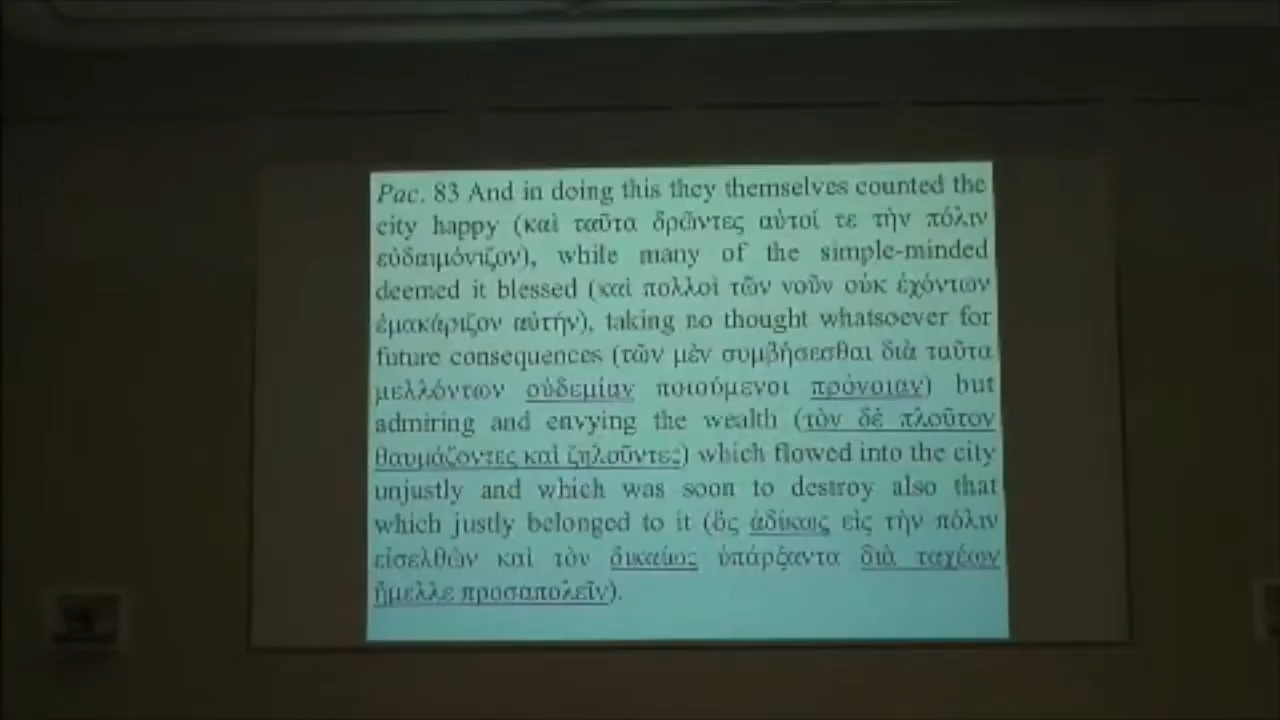 Pac. 83 And in doing this they themselves counted the
city happy (καὶ ταῦτα δρῶντες αὐτοί τε τὴν πόλιν
εὐδαιμόνιζον), while many of the simple-minded
deemed it blessed (καὶ πολλοὶ τῶν νοῦν οὐκ ἐχόντων
ἐμακάριζον αὐτήν), taking no thought whatsoever for
future consequences (τῶν μὲν συμβήσεσθαι διὰ ταῦτα
μελλόντων οὐδεμίαν ποιούμενοι πρόνοιαν) but
admiring and envying the wealth (τὸν δὲ πλοῦτον
θαυμάζοντες καὶ ζηλοῦντες) which flowed into the city
unjustly and which was soon to destroy also that
which justly belonged to it (ὃς ἀδίκως εἰς τὴν πόλιν
εἰσελθὼν καὶ τὸν δικαίως ὑπάρξαντα διὰ ταχέων
ἤμελλε προσαπολεῖν).